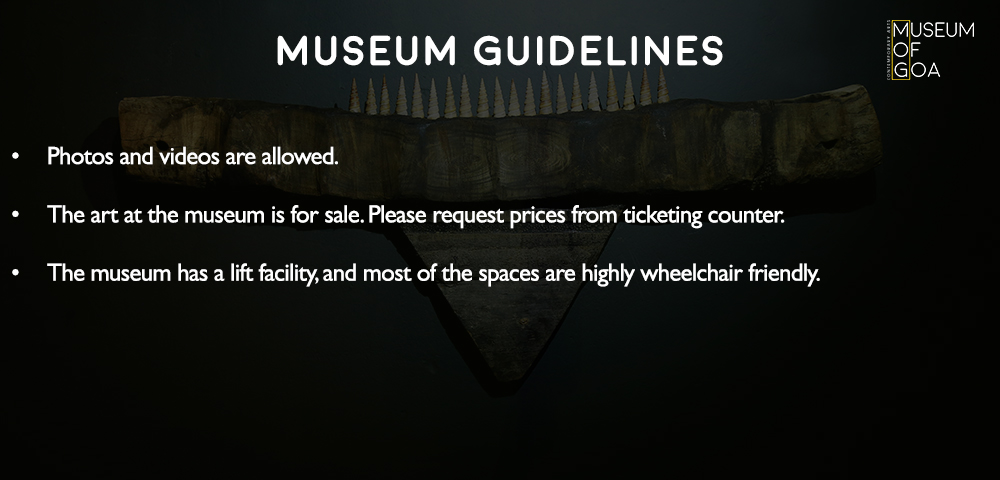 MUSEUM GUIDELINES
CONTEMPORARY ARTS
MUSEUM
OF
GOA
• Photos and videos are allowed.
• The art at the museum is for sale. Please request prices from ticketing counter.
• The museum has a lift facility, and most of the spaces are highly wheelchair friendly.